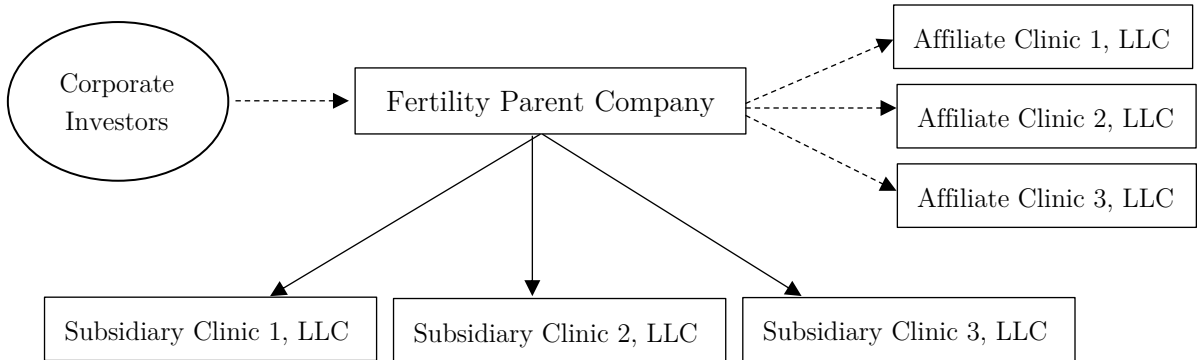 Corporate
Investors
Fertility Parent Company
Affiliate Clinic 1, LLC
Affiliate Clinic 2, LLC
Affiliate Clinic 3, LLC
Subsidiary Clinic 1, LLC
Subsidiary Clinic 2, LLC
Subsidiary Clinic 3, LLC